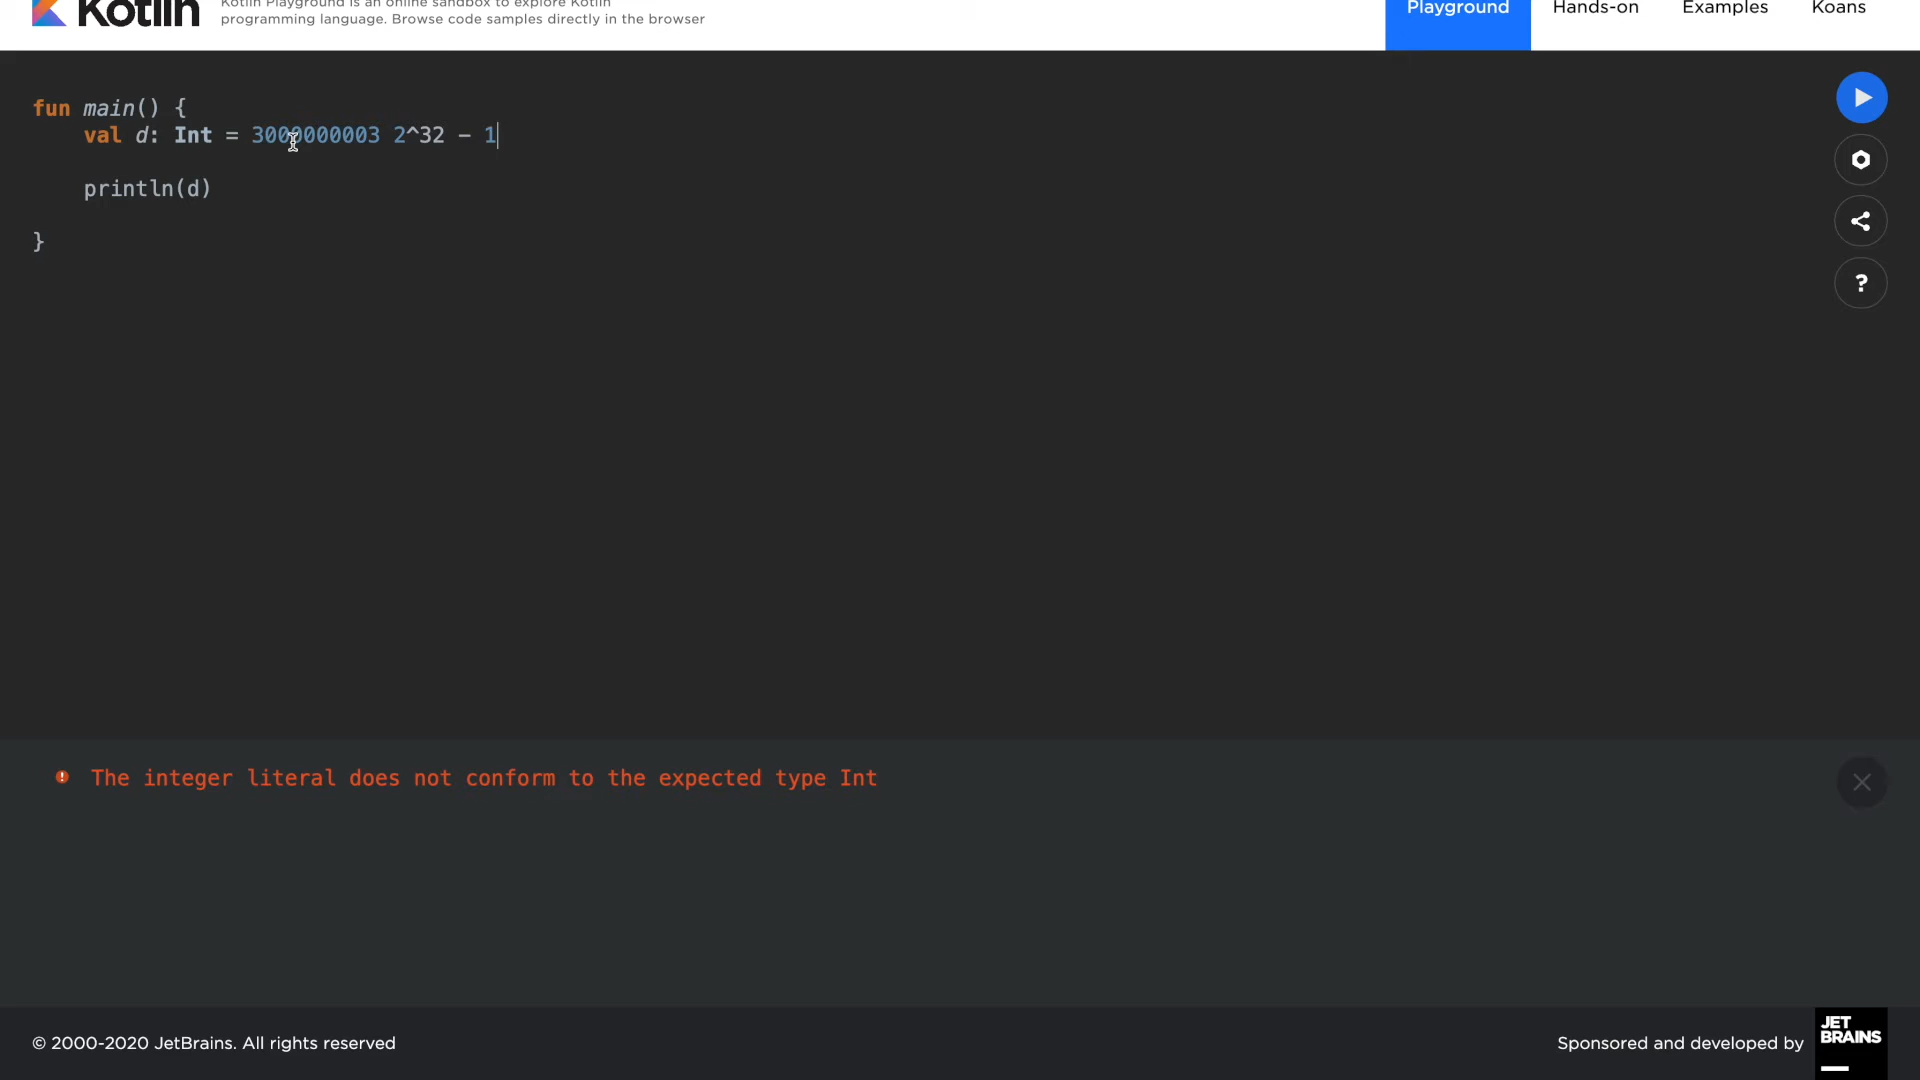 Kotlin
Kotlin Playground is an online sandbox to explore Kotlin
programming language. Browse code samples directly in the browser
Playground
Hands-on
Examples
Koans
fun main() {
    val d: Int = 3000000003 2^32 - 1
    println(d)
}
?
The integer literal does not conform to the expected type Int
© 2000-2020 JetBrains. All rights reserved
Sponsored and developed by
JET
BRAINS